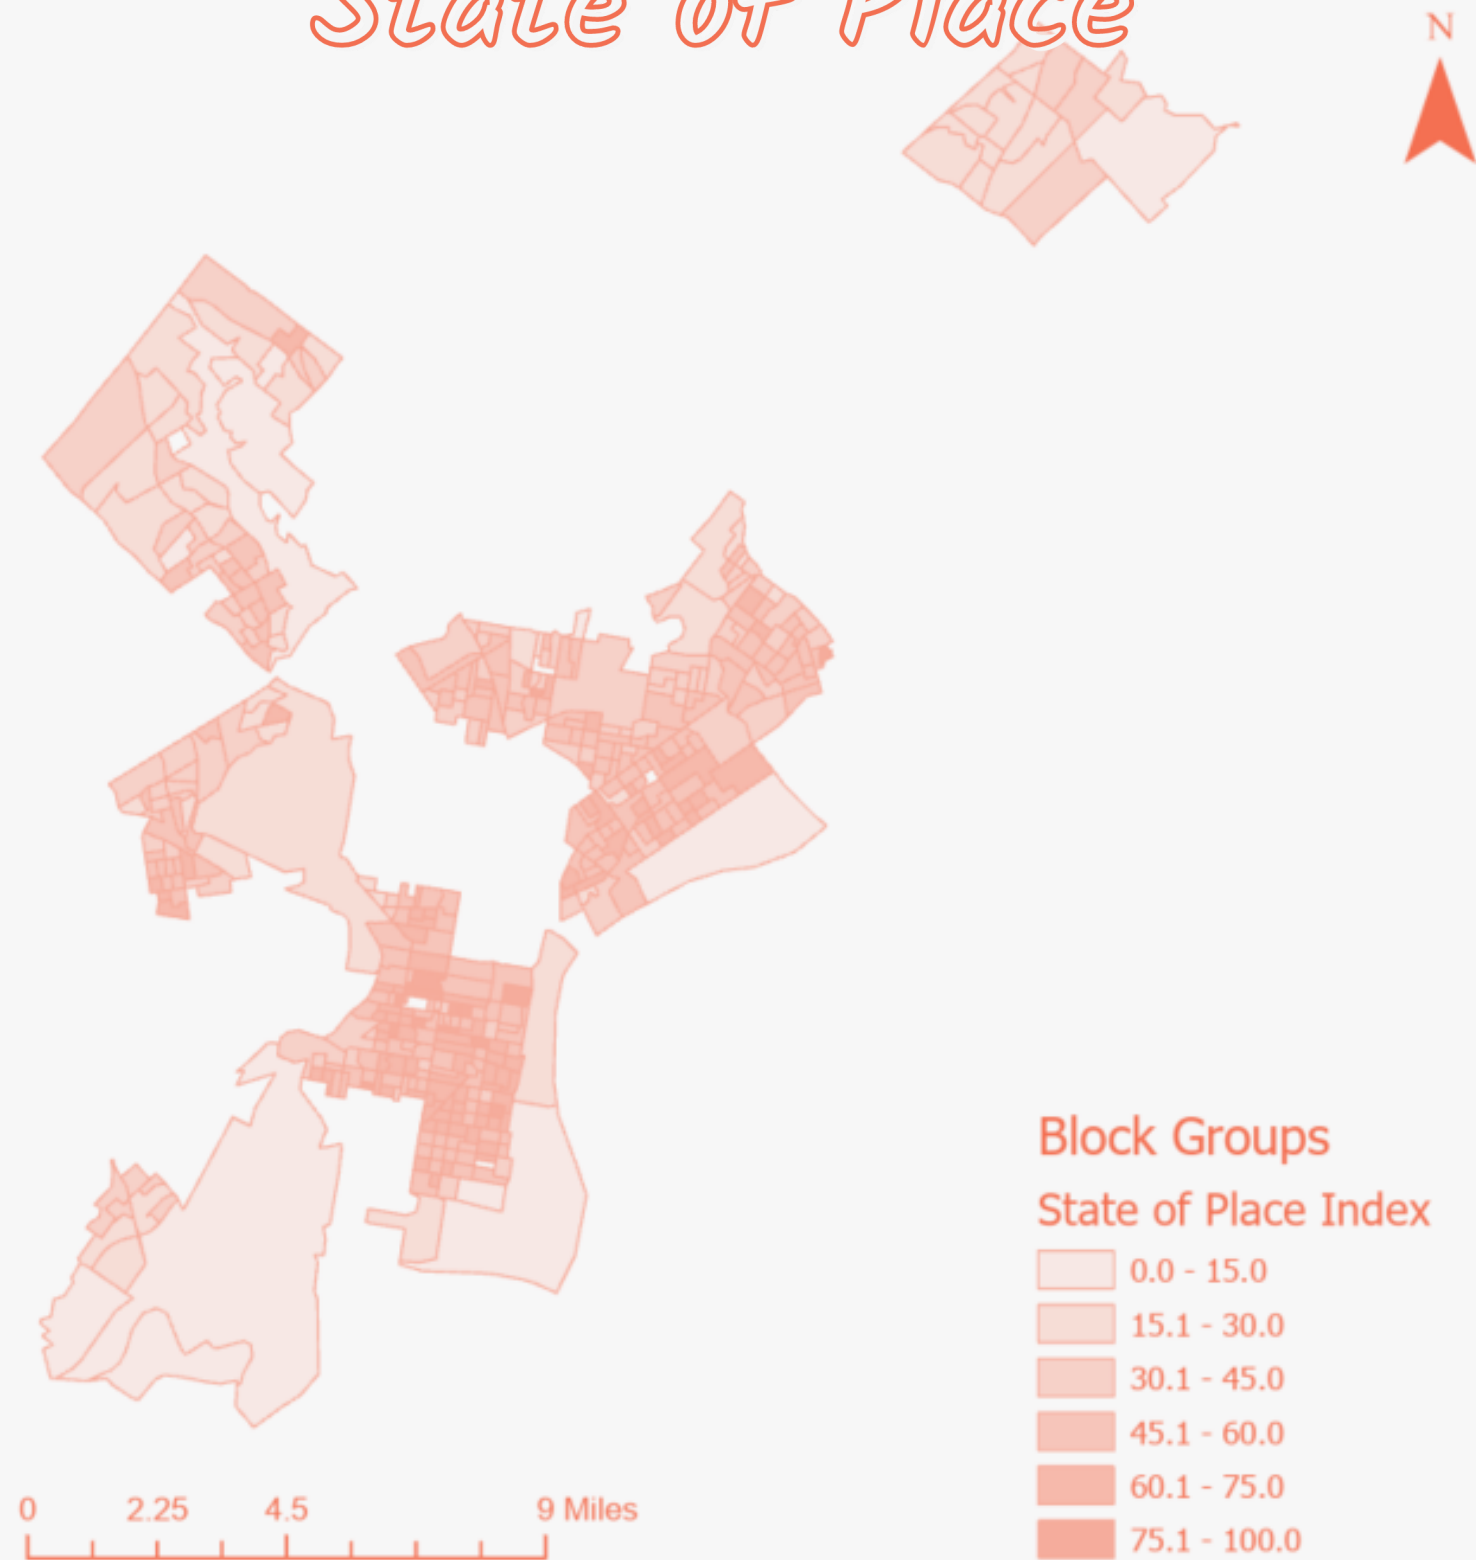 State of Place
N
Block Groups
State of Place Index
0.0 - 15.0
15.1 - 30.0
30.1 - 45.0
45.1 - 60.0
60.1 - 75.0
75.1 - 100.0
0 2.25 4.5 9 Miles